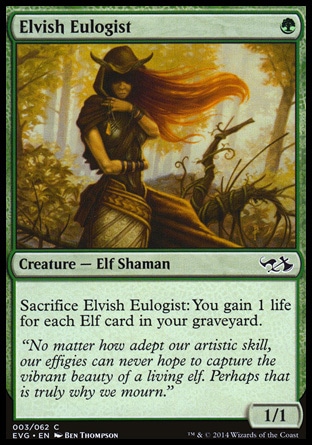 Elvish Eulogist
Creature — Elf Shaman
Sacrifice Elvish Eulogist: You gain 1 life
for each Elf card in your graveyard.
"No matter how adept our artistic skill,
our effigies can never hope to capture the
vibrant beauty of a living elf. Perhaps that
is truly why we mourn."
1/1
003/062 C
EVG • EN Ben Thompson
™ & © 2014 Wizards of the Coast